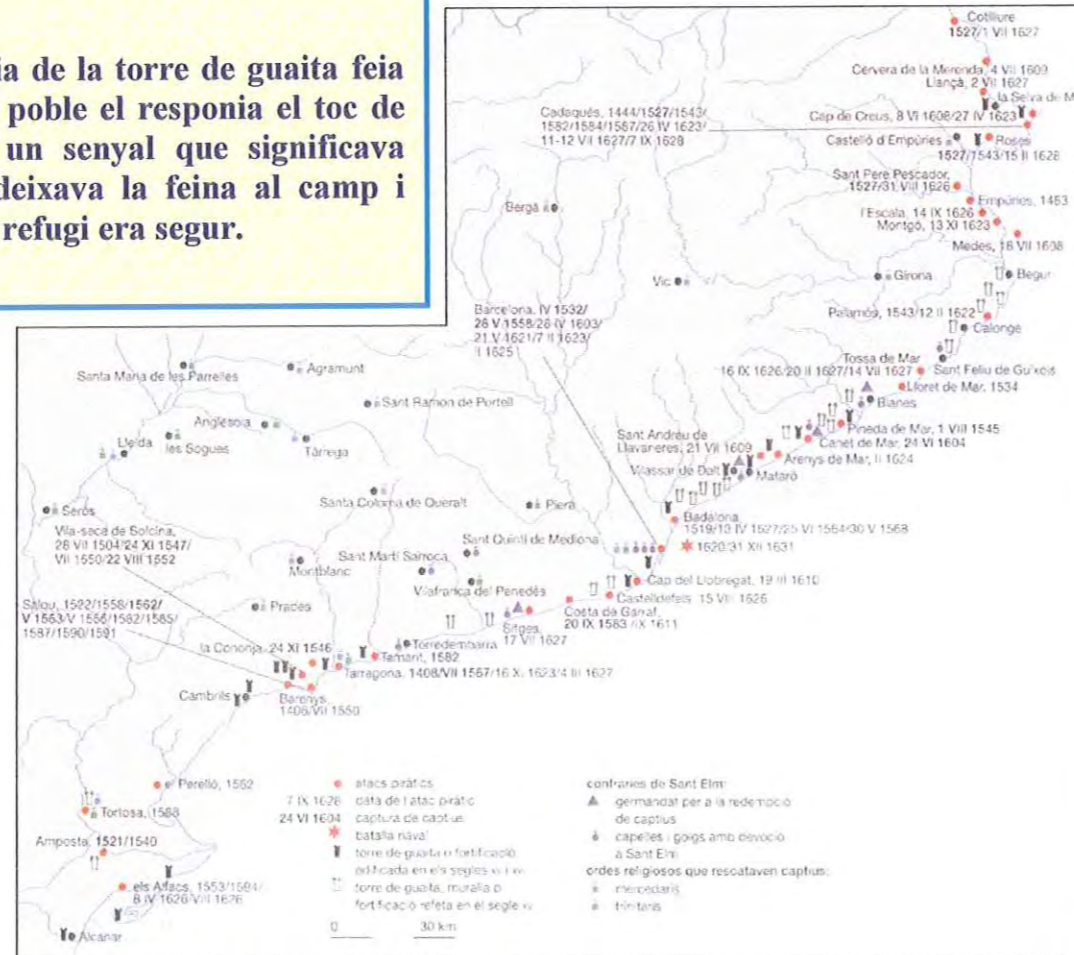 ia de la torre de guaita feia
poble el responia el toc de
un senyal que significava
deixava la feina al camp i
refugi era segur.
Cotlliure
1527/1 VII 1627
Cervera de la Merenda, 4 VII 1609
Llançà, 2 VII 1627
la Selva de M
Cap de Creus, 8 VI 1608/27 IV 1623
Cadaqués, 1444/1527/1543/
1582/1584/1587/26 IV 1623/
11-12 VII 1627/7 IX 1628
Castelló d'Empúries
Roses
1527/1543/15 II 1628
Sant Pere Pescador,
1527/31 VIII 1626
Empúries, 1453
l'Escala, 14 IX 1626
Montgó, 13 XI 1623
Medes, 18 VII 1608
Bergà
Vic
Girona
Begur
Palamós, 1543/12 II 1622
Calonge
Tossa de Mar
16 IX 1626/20 II 1627/14 VII 1627
Sant Feliu de Guíxols
Lloret de Mar, 1534
Blanes
Pineda de Mar, 1 VIII 1545
Canet de Mar, 24 VI 1604
Arenys de Mar, II 1624
Barcelona, IV 1532/
28 V 1558/28 IV 1603/
21 V 1621/7 II 1623/
II 1625
Sant Andreu de
Llavaneres, 21 VII 1609
Vilassar de Dalt
Mataró
Badalona
1519/10 IV 1527/25 VI 1564/30 V 1568
1620/31 XII 1631
Santa Maria de les Parrelles
Agramunt
Sant Ramon de Portell
Anglesola
Lleida
les Sogues
Tàrrega
Santa Coloma de Queralt
Piera
Seròs
Vila-seca de Solcina,
28 VII 1504/24 XI 1547/
VII 1550/22 VIII 1552
Sant Martí Sarroca
Sant Quintí de Mediona
Montblanc
Vilafranca del Penedès
Cap del Llobregat, 19 III 1610
Castelldefels
1626
Prades
Costa de Garraf,
20 IX 1583
IX 1611
Sitges,
17 VII 1627
Salou, 1522/1558/1562/
V 1563/V 1556/1582/1585/
1587/1590/1591
la Cononja, 24 XI 1546
Torredembarra
Tamarit, 1582
Tarragona, 1408/VII 1557/16 X
1623/4 III 1627
Cambrils
Barenys,
1406/VII 1550
el Perelló, 1562
Tortosa, 1588
Amposta, 1521/1540
els Alfacs, 1553/1594/
8 IV 1626/VIII 1626
Alcanar
atacs piràtics
7 IX 1628 data de l'atac piràtic
24 VI 1604 captura de captius
batalla naval
torre de guaita o fortificació
edificada en els segles
torre de guaita, muralla o
fortificació refeta en el segle
0 30 km
confraries de Sant Elm:
germandat per a la redempció
de captius
capelles i goigs amb devoció
a Sant Elm
ordes religiosos que rescataven captius:
mercedaris
trinitaris